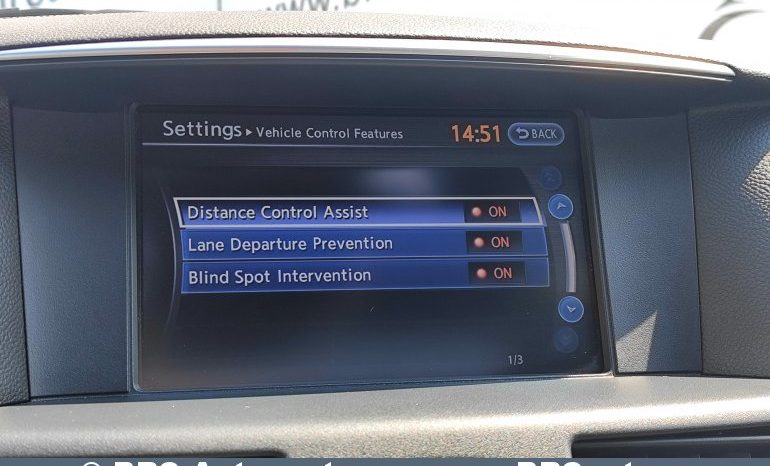 Settings ▸ Vehicle Control Features 14:51 BACK
Distance Control Assist ON
Lane Departure Prevention ON
Blind Spot Intervention ON
1/3